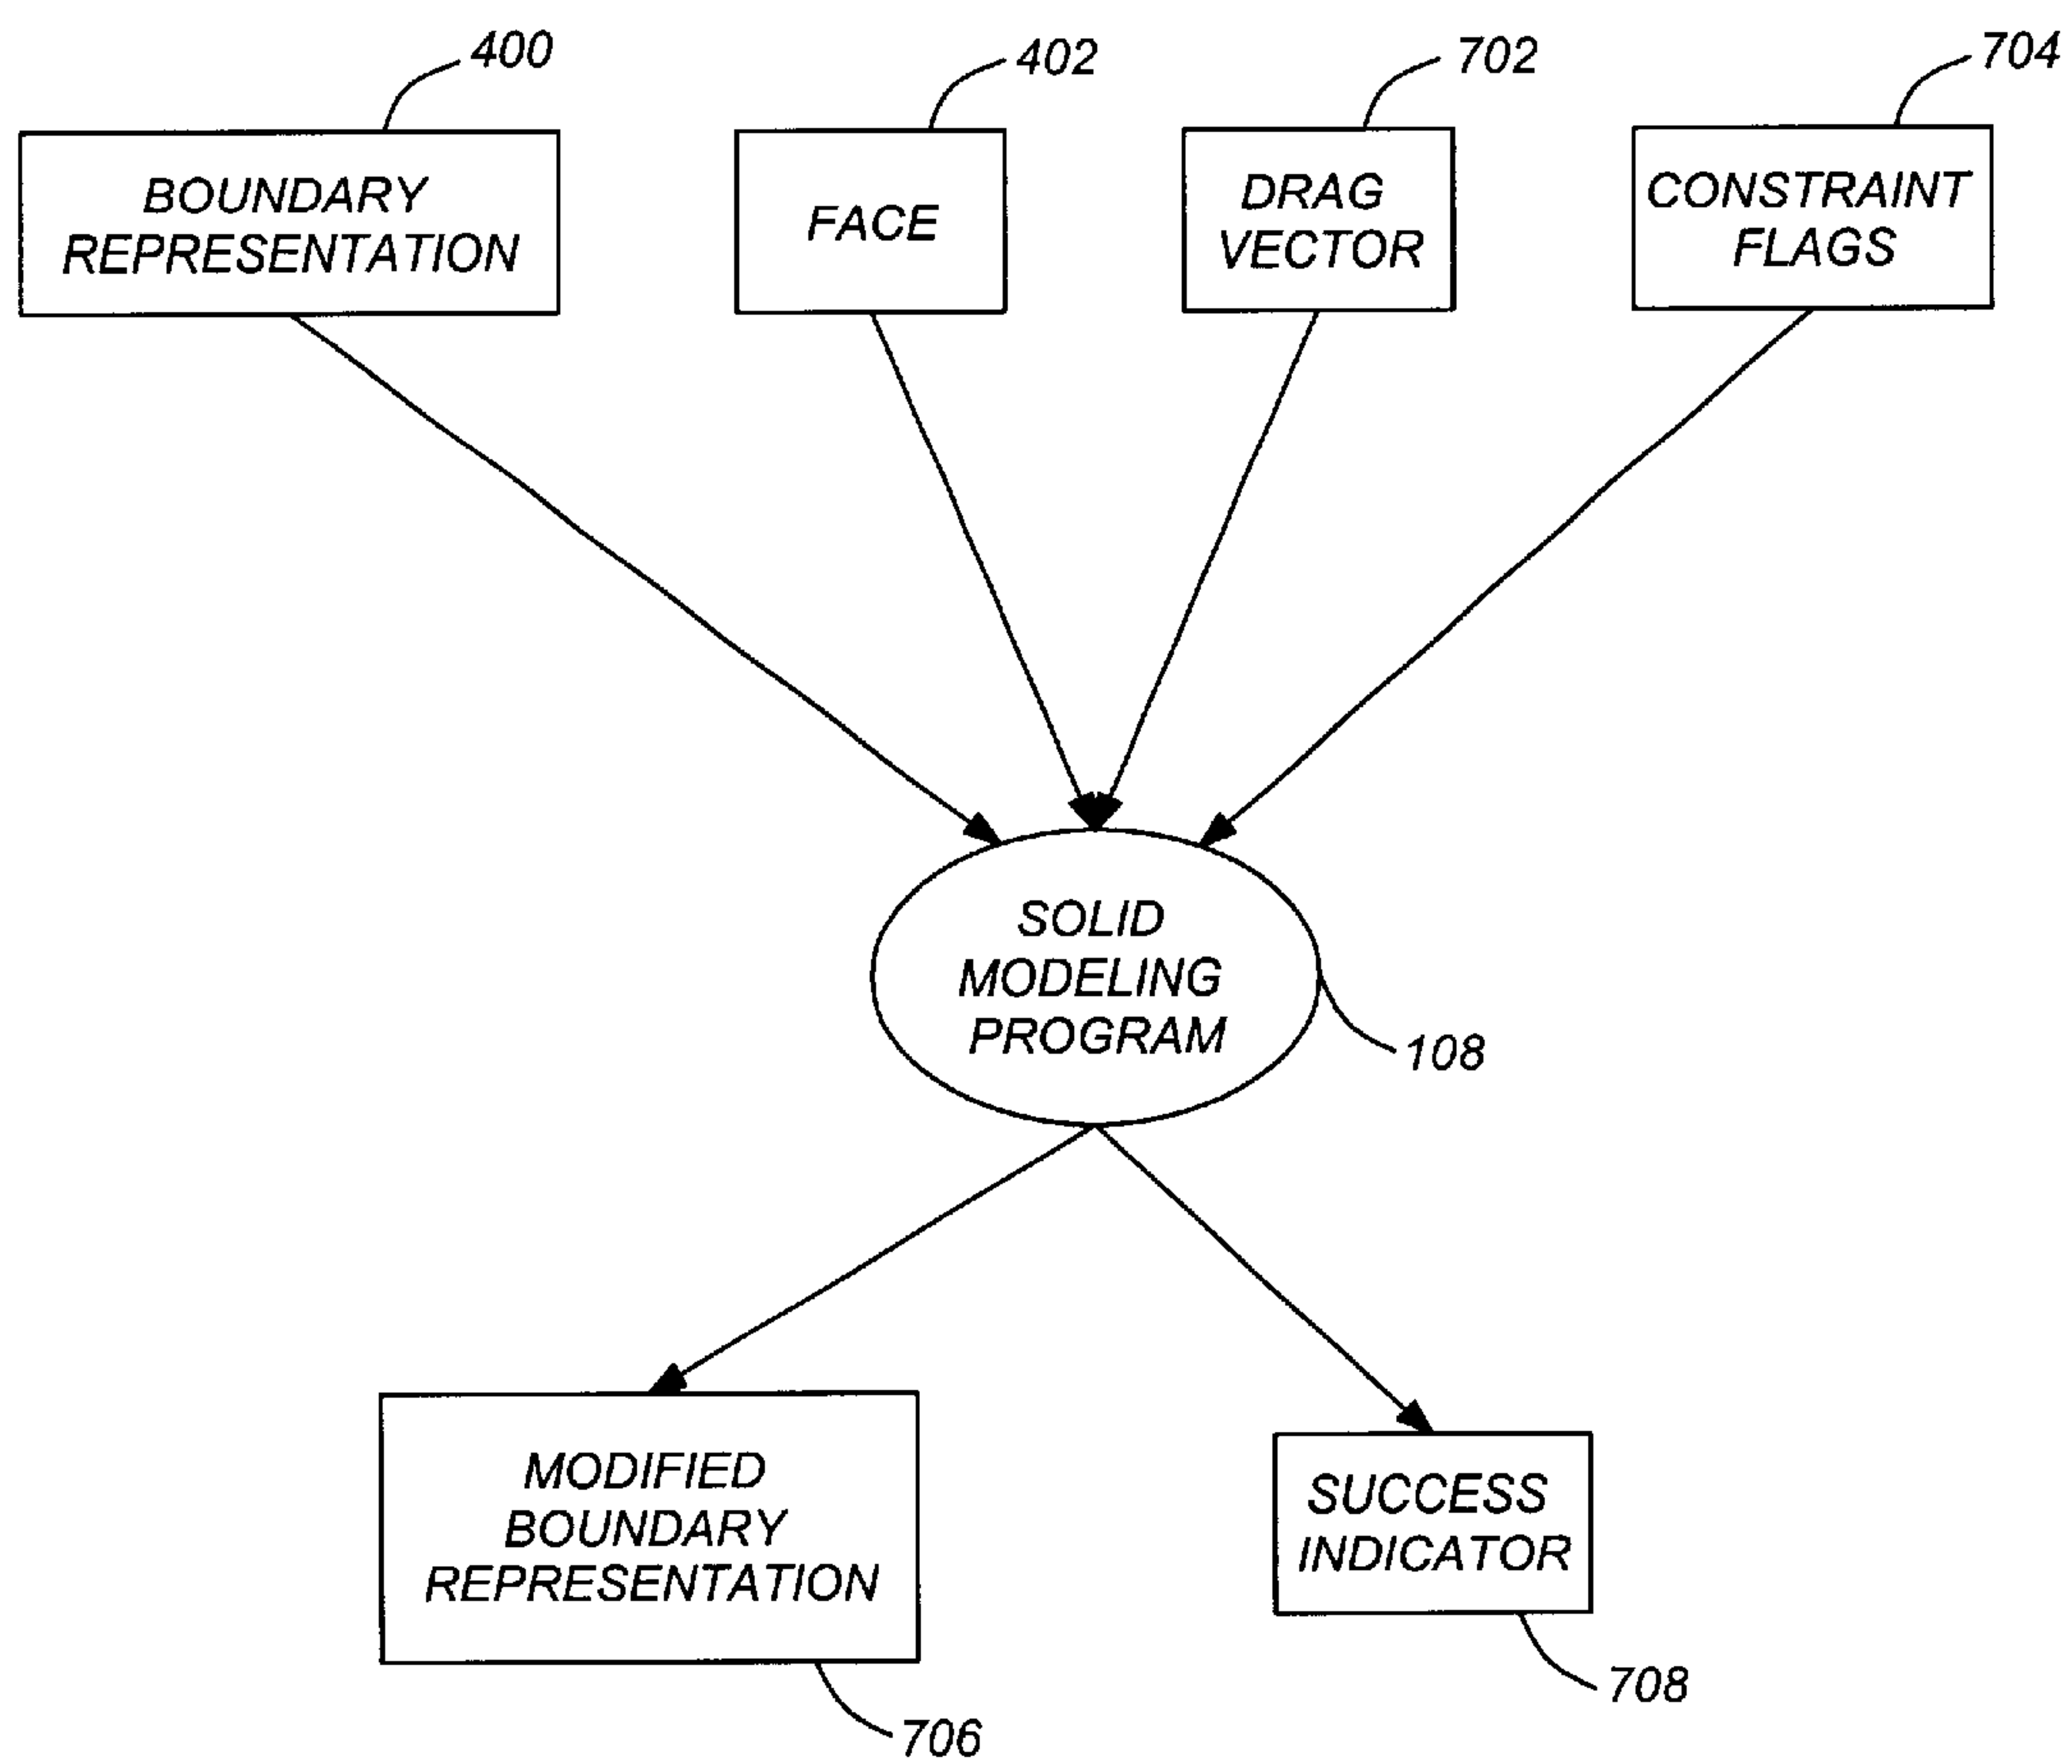 400
402
702
704
BOUNDARY
REPRESENTATION
FACE
DRAG
VECTOR
CONSTRAINT
FLAGS
SOLID
MODELING
PROGRAM
108
MODIFIED
BOUNDARY
REPRESENTATION
706
SUCCESS
INDICATOR
708